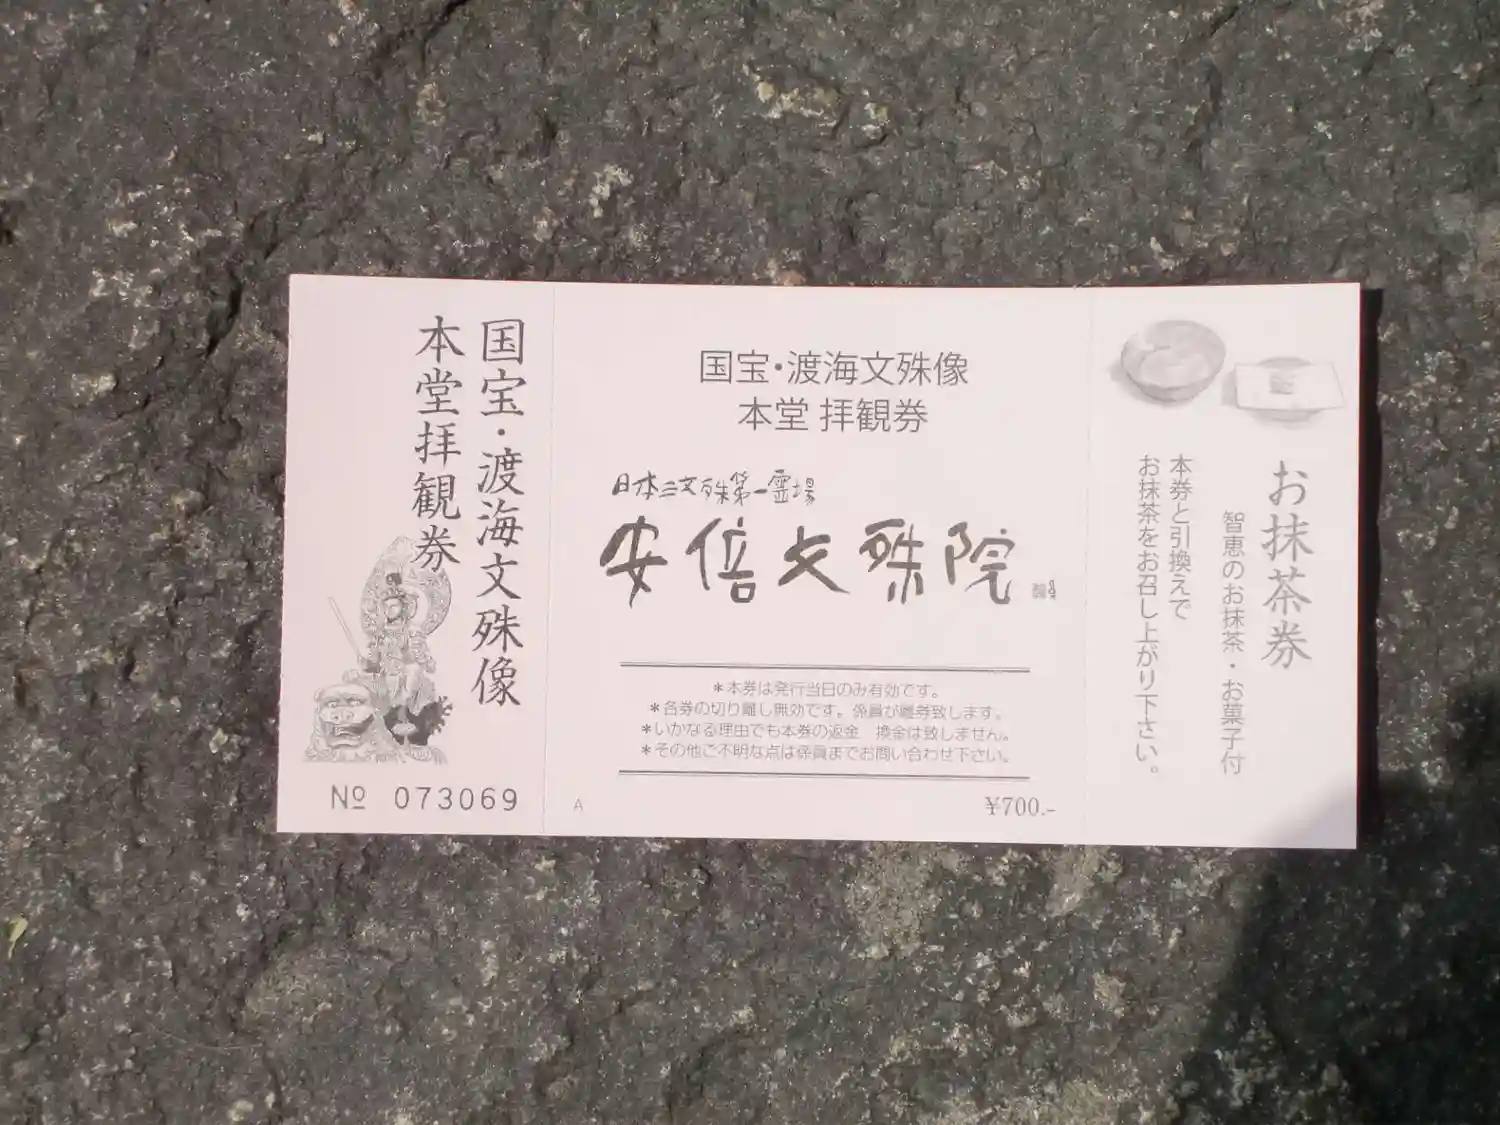 国宝・渡海文殊像
本堂拝観券
№ 073069
国宝・渡海文殊像
本堂 拝観券
日本三文殊第一霊場
安倍文殊院
＊本券は発行当日のみ有効です。
＊各券の切り離し無効です。係員が離券致します。
＊いかなる理由でも本券の返金 換金は致しません。
＊その他ご不明な点は係員までお問い合わせ下さい。
A
¥700.-
お抹茶券
智恵のお抹茶・お菓子付
本券と引換えで
お抹茶をお召し上がり下さい。